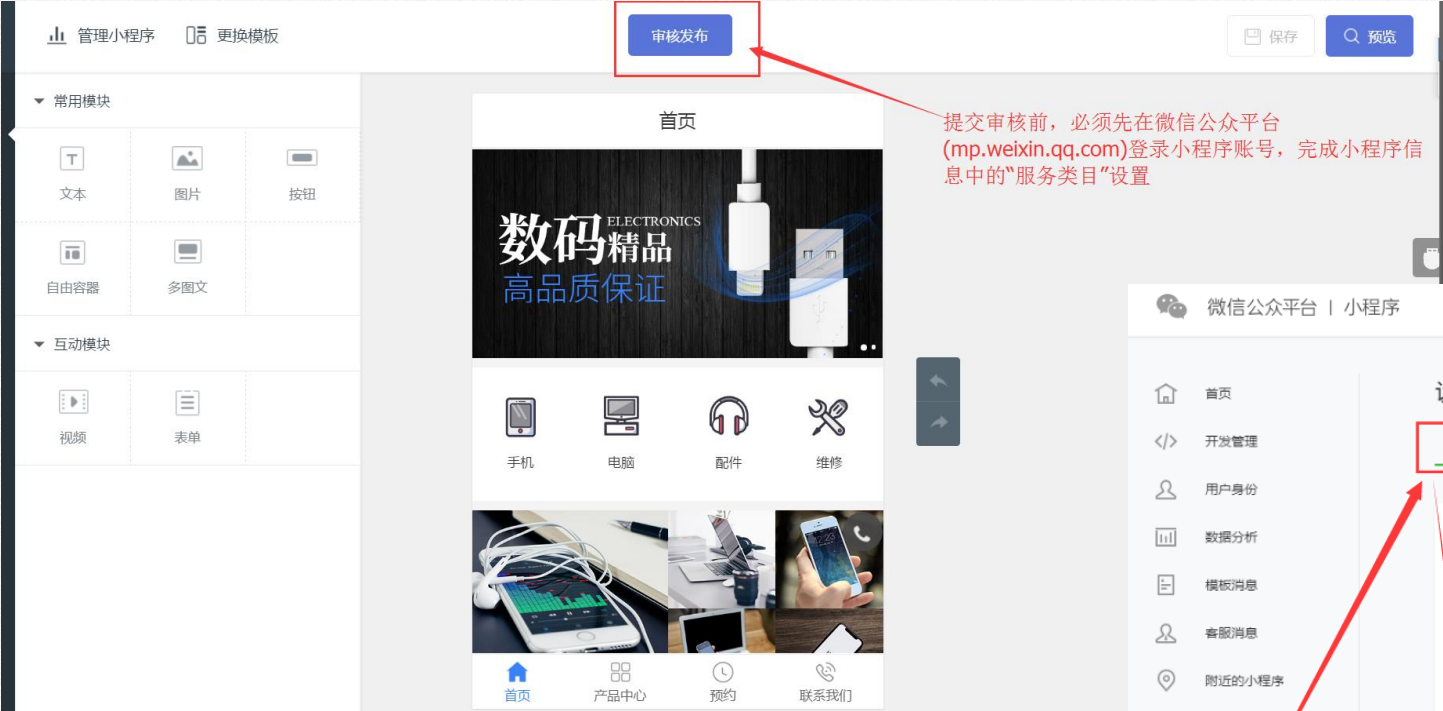 管理小程序
更换模板
审核发布
保存
预览
常用模块
文本
图片
按钮
自由容器
多图文
互动模块
视频
表单
首页
数码
ELECTRONICS
精品
高品质保证
手机
电脑
配件
维修
首页
产品中心
预约
联系我们
提交审核前，必须先在微信公众平台
(mp.weixin.qq.com)登录小程序账号，完成小程序信
息中的“服务类目”设置
微信公众平台 | 小程序
首页
开发管理
用户身份
数据分析
模板消息
客服消息
附近的小程序